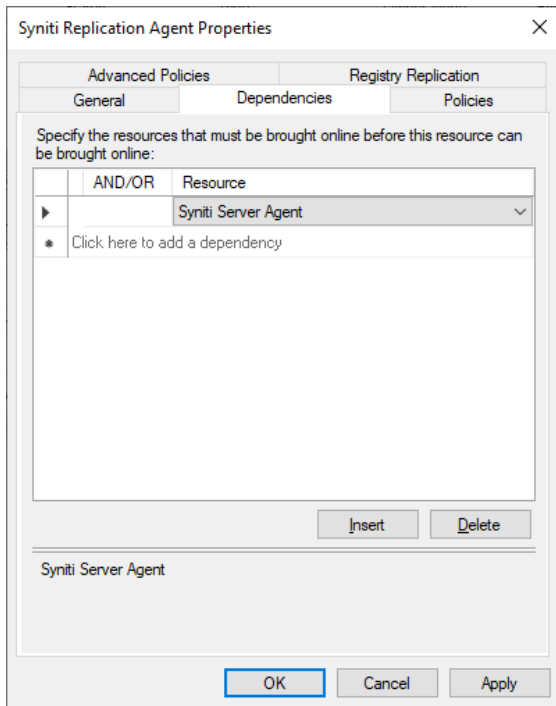 Syniti Replication Agent Properties
Advanced Policies
Registry Replication
General
Dependencies
Policies
Specify the resources that must be brought online before this resource can
be brought online:
AND/OR
Resource
Syniti Server Agent
Click here to add a dependency
Insert
Delete
Syniti Server Agent
OK
Cancel
Apply